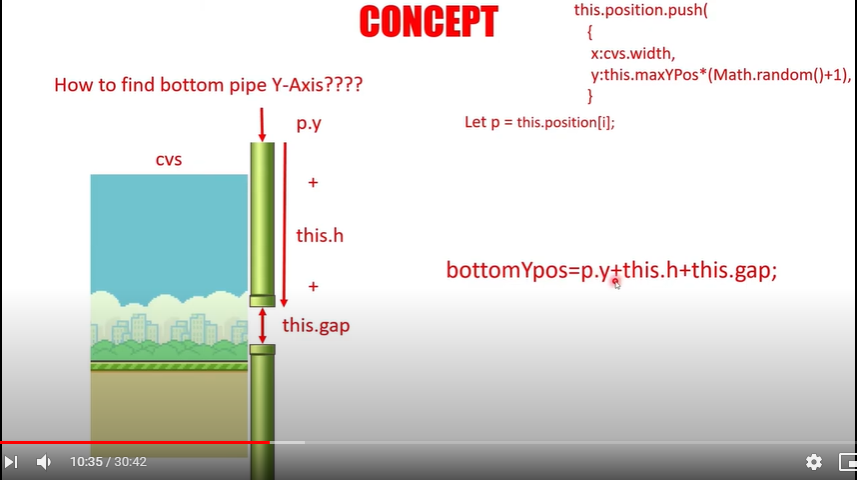 CONCEPT
this.position.push(
{
x:cvs.width,
y:this.maxYPos*(Math.random()+1),
}
Let p = this.position[i];
How to find bottom pipe Y-Axis????
p.y
cvs
+
this.h
+
this.gap
bottomYpos=p.y+this.h+this.gap;
10:35 / 30:42